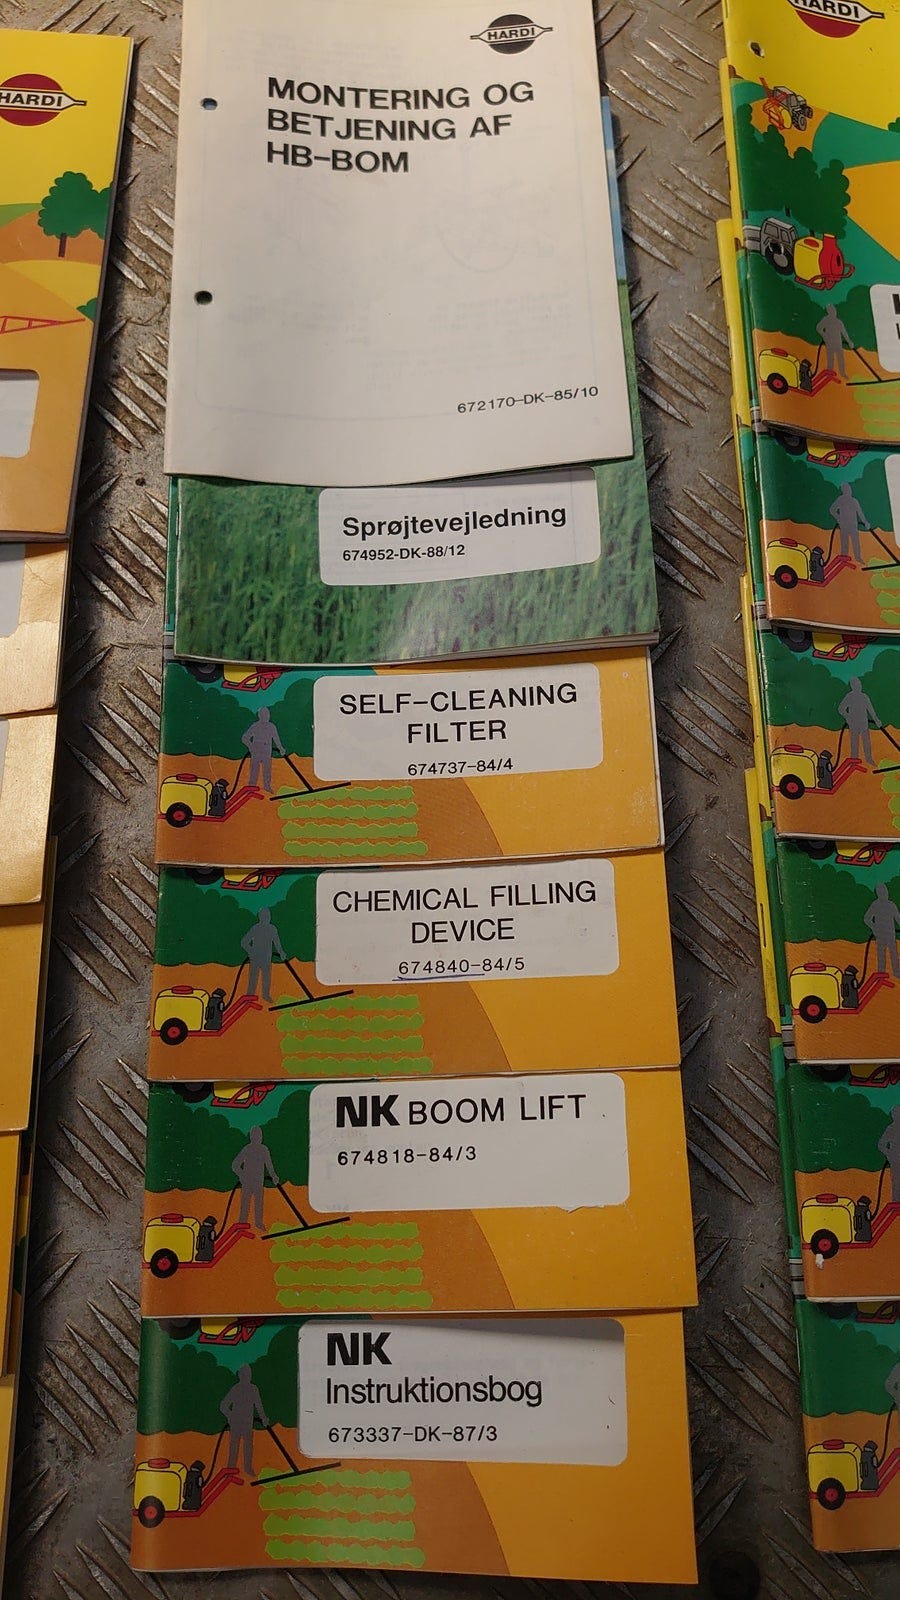 HARDI
HARDI
MONTERING OG
BETJENING AF
HB-BOM
672170-DK-85/10
Sprøjtevejledning
674952-DK-88/12
SELF-CLEANING
FILTER
674737-84/4
CHEMICAL FILLING
DEVICE
674840-84/5
NK BOOM LIFT
674818-84/3
NK
Instruktionsbog
673337-DK-87/3
HARDI